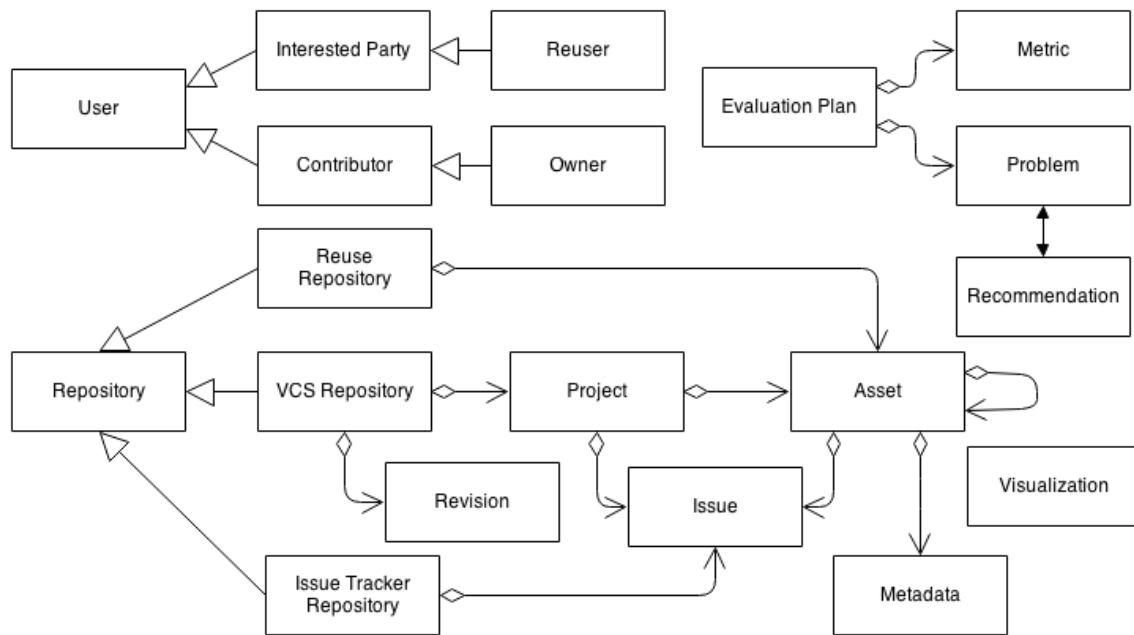 Interested Party
Reuser
Metric
User
Evaluation Plan
Contributor
Owner
Problem
Reuse
Repository
Recommendation
Repository
VCS Repository
Project
Asset
Revision
Issue
Visualization
Issue Tracker
Repository
Metadata